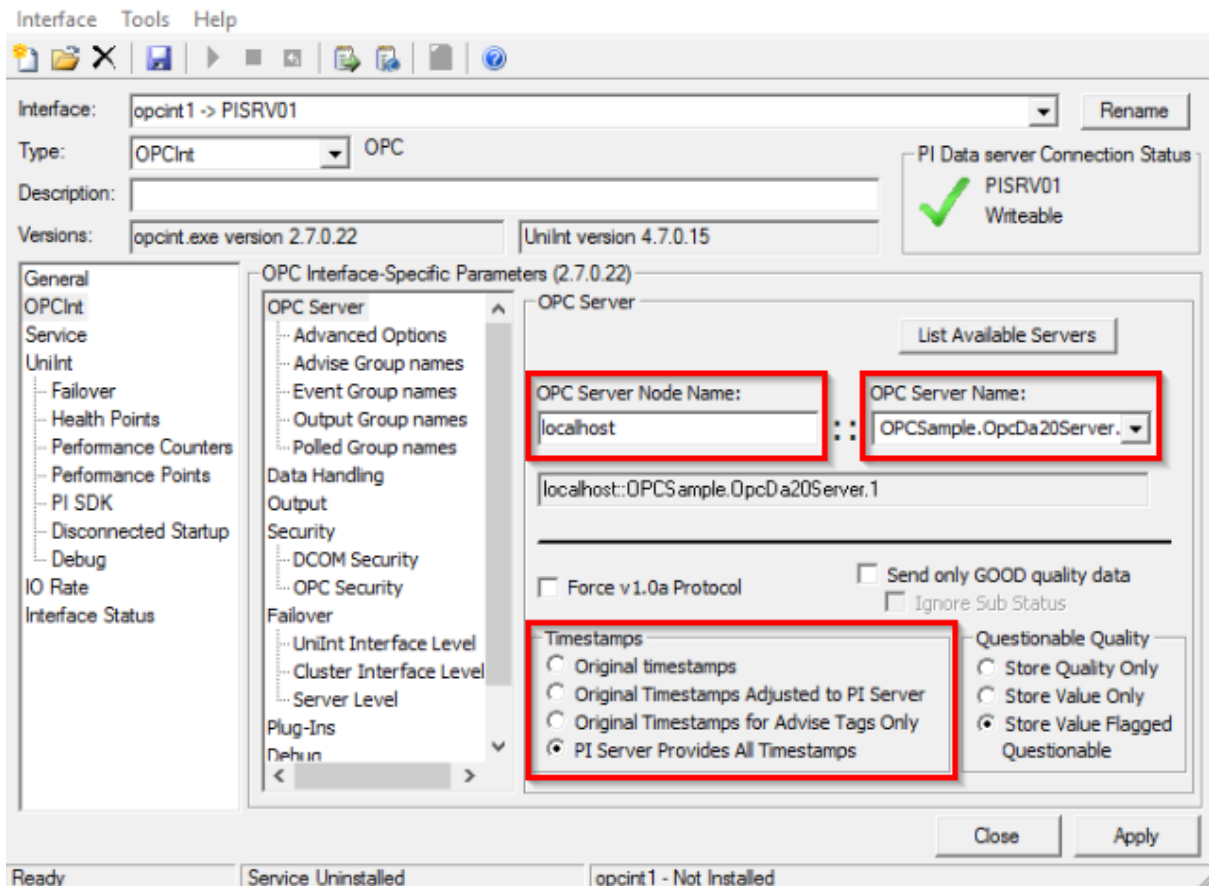 Interface Tools Help
Interface: opcint1 -> PISRV01 Rename
Type: OPCInt OPC
PI Data server Connection Status
PISRV01
Writeable
Description:
Versions: opcint.exe version 2.7.0.22 UniInt version 4.7.0.15
General
OPCInt
Service
UniInt
Failover
Health Points
Performance Counters
Performance Points
PI SDK
Disconnected Startup
Debug
IO Rate
Interface Status
OPC Interface-Specific Parameters (2.7.0.22)
OPC Server
Advanced Options
Advise Group names
Event Group names
Output Group names
Polled Group names
Data Handling
Output
Security
DCOM Security
OPC Security
Failover
UniInt Interface Level
Cluster Interface Level
Server Level
Plug-Ins
Debug
OPC Server
List Available Servers
OPC Server Node Name: OPC Server Name:
localhost :: OPCSample.OpcDa20Server.
localhost::OPCSample.OpcDa20Server.1
Force v1.0a Protocol
Send only GOOD quality data
Ignore Sub Status
Timestamps
Original timestamps
Original Timestamps Adjusted to PI Server
Original Timestamps for Advise Tags Only
PI Server Provides All Timestamps
Questionable Quality
Store Quality Only
Store Value Only
Store Value Flagged
Questionable
Close Apply
Ready Service Uninstalled opcint1 - Not Installed